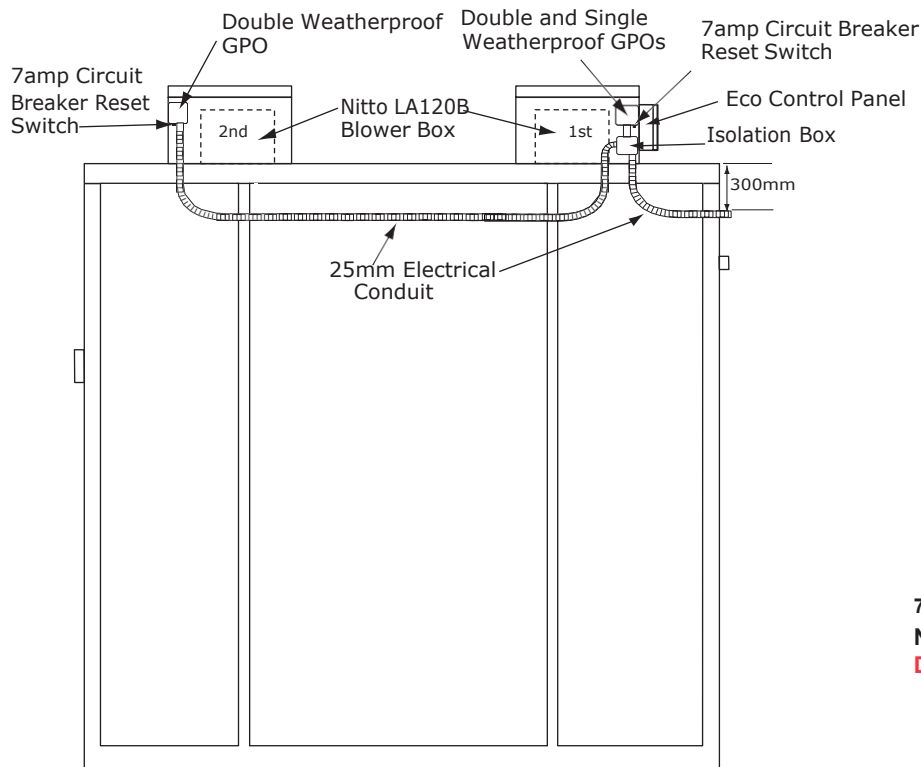 Double Weatherproof
GPO
Double and Single
Weatherproof GPOs
7amp Circuit Breaker
Reset Switch
7amp Circuit
Breaker Reset
Switch
Nitto LA120B
Blower Box
Eco Control Panel
Isolation Box
2nd
1st
300mm
25mm Electrical
Conduit
7
N
D